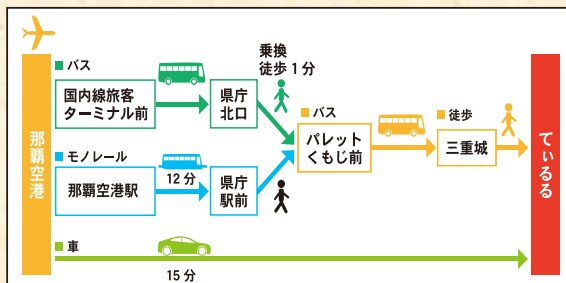 那覇空港
■バス
国内線旅客
ターミナル前
県庁
北口
乗換
徒歩1分
■モノレール
那覇空港駅
12分
県庁
駅前
■バス
パレット
くもじ前
■徒歩
三重城
てぃるる
■車
15分